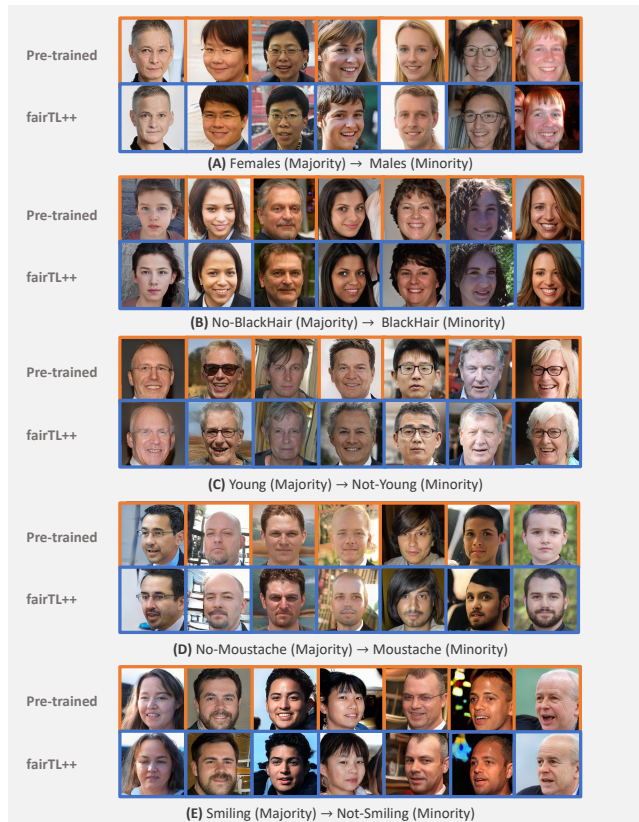 Pre-trained
fairTL++
(A) Females (Majority) → Males (Minority)
Pre-trained
fairTL++
(B) No-BlackHair (Majority) → BlackHair (Minority)
Pre-trained
fairTL++
(C) Young (Majority) → Not-Young (Minority)
Pre-trained
fairTL++
(D) No-Moustache (Majority) → Moustache (Minority)
Pre-trained
fairTL++
(E) Smiling (Majority) → Not-Smiling (Minority)